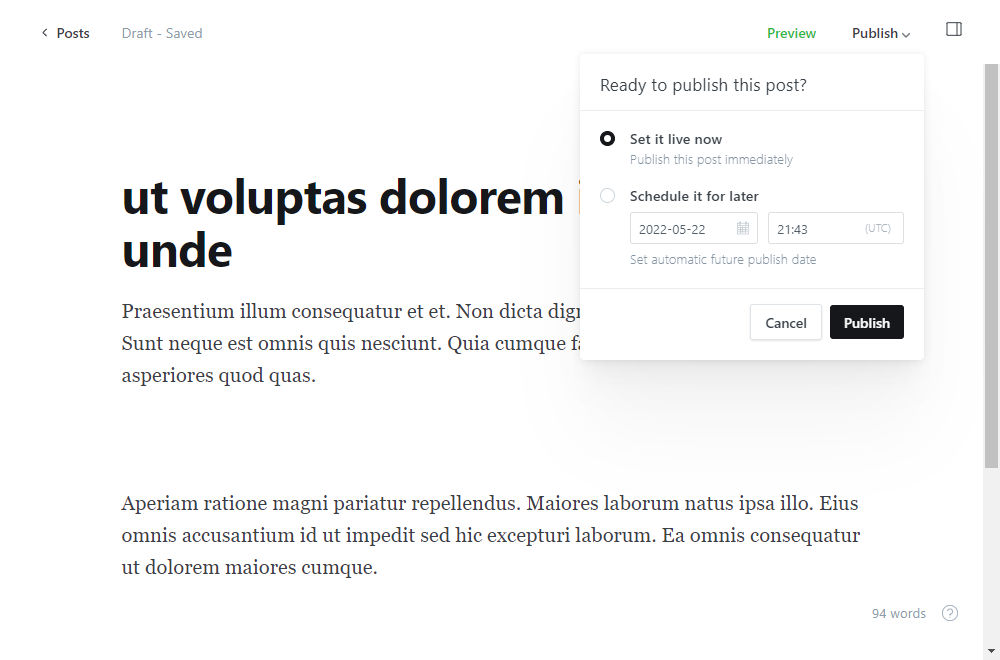 Posts
Draft - Saved
Preview
Publish
Ready to publish this post?
Set it live now
Publish this post immediately
Schedule it for later
2022-05-22
21:43
(UTC)
Set automatic future publish date
Cancel
Publish
ut voluptas dolorem
unde
Praesentium illum consequatur et et. Non dicta
Sunt neque est omnis quis nesciunt. Quia cumque
asperiores quod quas.
Aperiam ratione magni pariatur repellendus. Maiores laborum natus ipsa illo. Eius
omnis accusantium id ut impedit sed hic excepturi laborum. Ea omnis consequatur
ut dolorem maiores cumque.
94 words